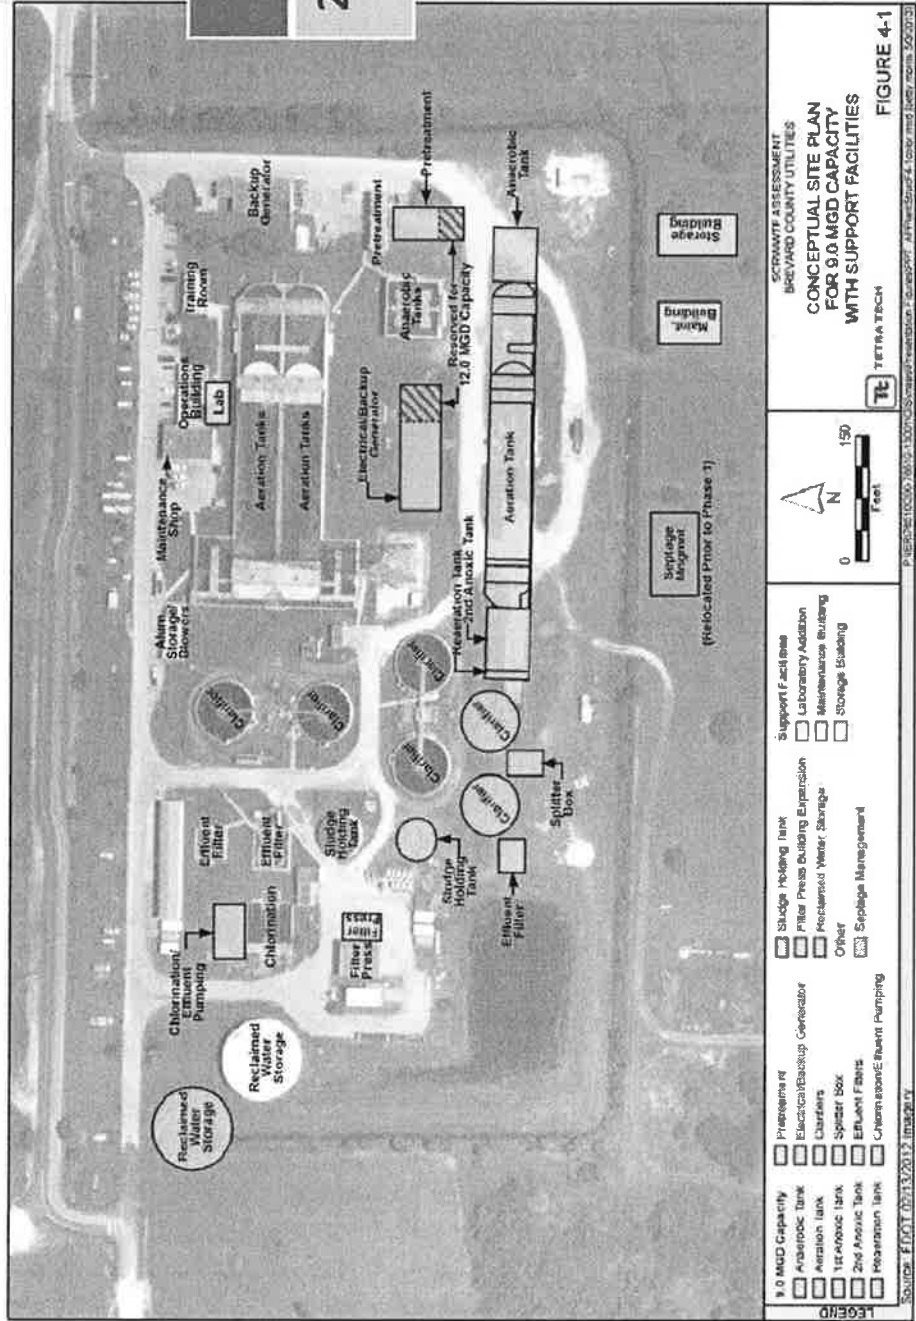 2
Chlorination/
Effluent
Pumping
Reclaimed
Water
Storage
Reclaimed
Water
Storage
Chlorination
Effluent
Filter
Effluent
Filter
Filter
Press
Filter
Press
Sludge
Holding
Tank
Sludge
Holding
Tank
Effluent
Filter
Splitter
Box
Clarifier
Clarifier
Clarifier
Clarifier
Clarifier
Clarifier
Alum
Storage/
Blowers
Maintenance
Shop
Operations
Building
Lab
Training
Room
Backup
Generator
Aeration Tanks
Aeration Tanks
Pretreatment
Pretreatment
Anaerobic
Tanks
Electrical/Backup
Generator
Reserved for
12.0 MGD Capacity
Reaeration Tank
2nd Anoxic Tank
Aeration Tank
Anaerobic
Tank
Septage
Mngmnt
(Relocated Prior to Phase 1)
Maint.
Building
Storage
Building
LEGEND
9.0 MGD Capacity
Anaerobic Tank
Aeration Tank
1st Anoxic Tank
2nd Anoxic Tank
Reaeration Tank
Pretreatment
Electrical/Backup Generator
Clarifiers
Splitter Box
Effluent Filters
Chlorination/Effluent Pumping
Sludge Holding Tank
Filter Press Building Expansion
Reclaimed Water Storage
Other
Septage Management
Support Facilities
Laboratory Addition
Maintenance Building
Storage Building
N
0 150
Feet
SCRWWTF ASSESSMENT
BREVARD COUNTY UTILITIES
CONCEPTUAL SITE PLAN
FOR 9.0 MGD CAPACITY
WITH SUPPORT FACILITIES
Tt TETRA TECH
FIGURE 4-1
Source: FDOT 02/13/2012 Imagery